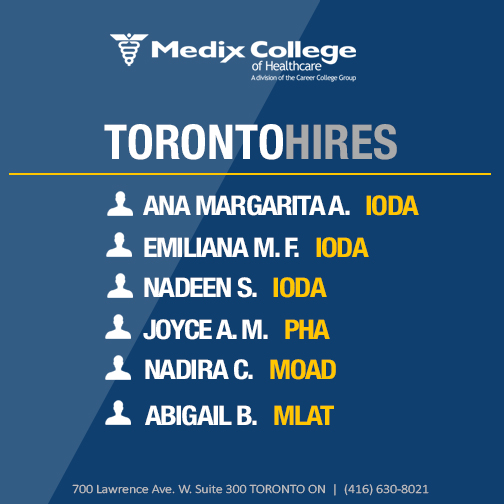 Medix College
of Healthcare
A division of the Career College Group
TORONTOHIRES
ANA MARGARITA A. IODA
EMILIANA M. F. IODA
NADEEN S. IODA
JOYCE A. M. PHA
NADIRA C. MOAD
ABIGAIL B. MLAT
700 Lawrence Ave. W. Suite 300 TORONTO ON | (416) 630-8021